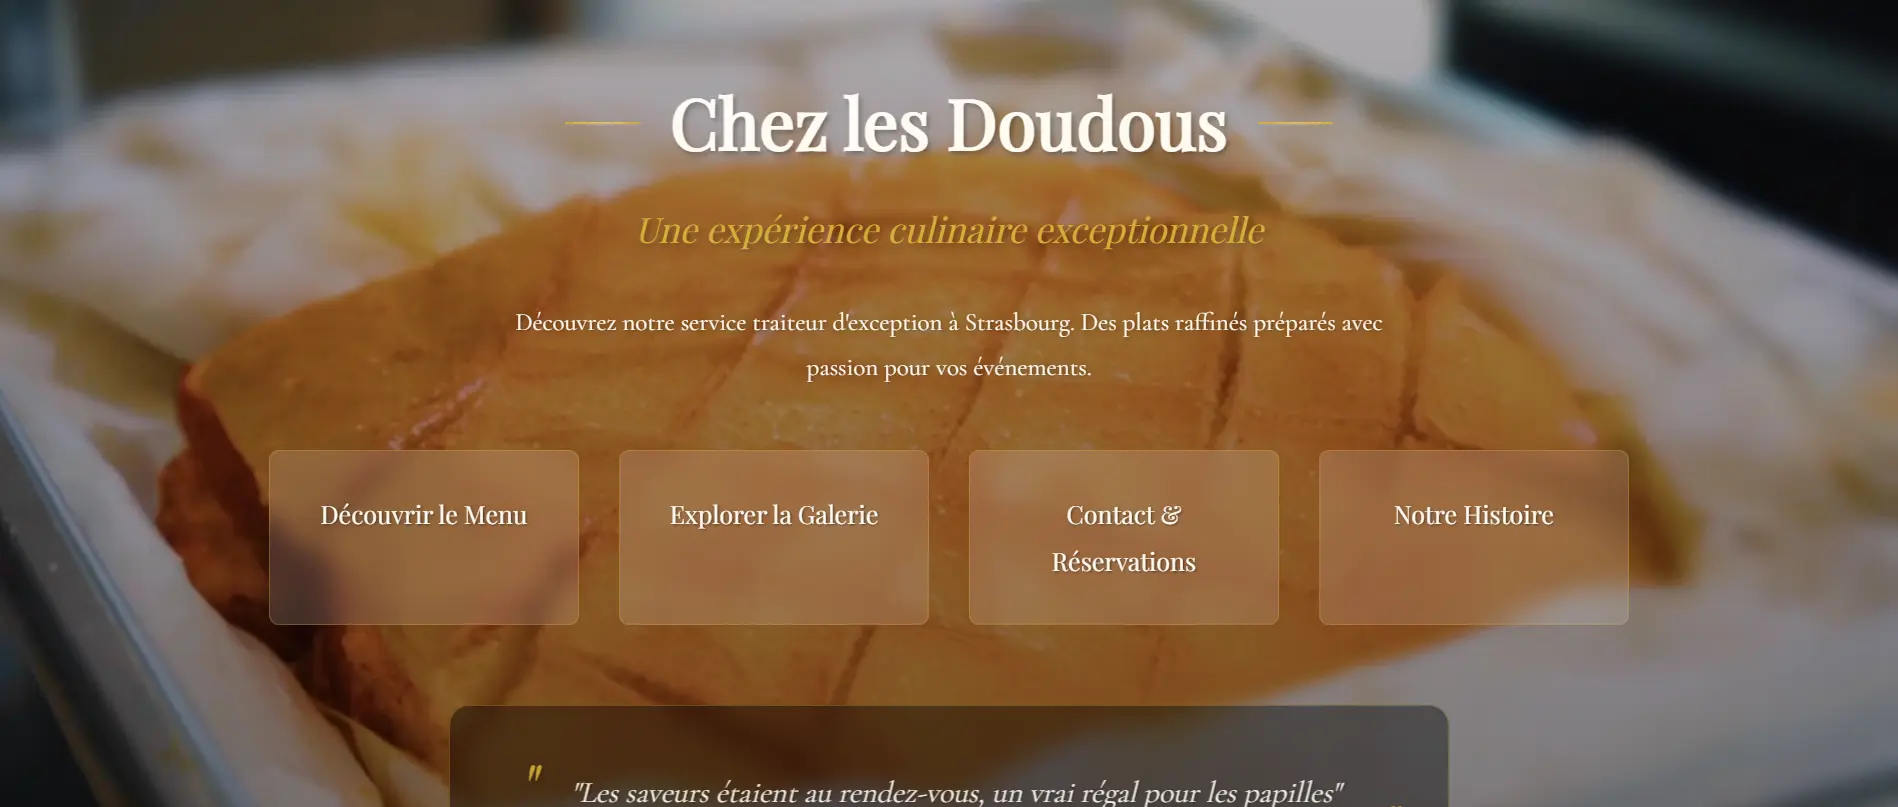 Chez les Doudous
Une expérience culinaire exceptionnelle
Découvrez notre service traiteur d'exception à Strasbourg. Des plats raffinés préparés avec
passion pour vos événements.
Découvrir le Menu
Explorer la Galerie
Contact &
Réservations
Notre Histoire
"
"Les saveurs étaient au rendez-vous, un vrai régal pour les papilles"